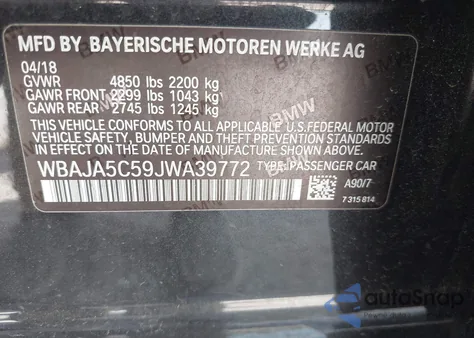 MFD BY BAYERISCHE MOTOREN WERKE AG
04/18
GVWR 4850 lbs 2200 kg
GAWR FRONT 2299 lbs 1043 kg
GAWR REAR 2745 lbs 1245 kg
THIS VEHICLE CONFORMS TO ALL APPLICABLE U.S.FEDERAL MOTOR
VEHICLE SAFETY, BUMPER AND THEFT PREVENTION STANDARDS
IN EFFECT ON THE DATE OF MANUFACTURE SHOWN ABOVE.
WBAJA5C59JWA39772 TYPE:PASSENGER CAR
A90/7
7 315 814
autoSnap